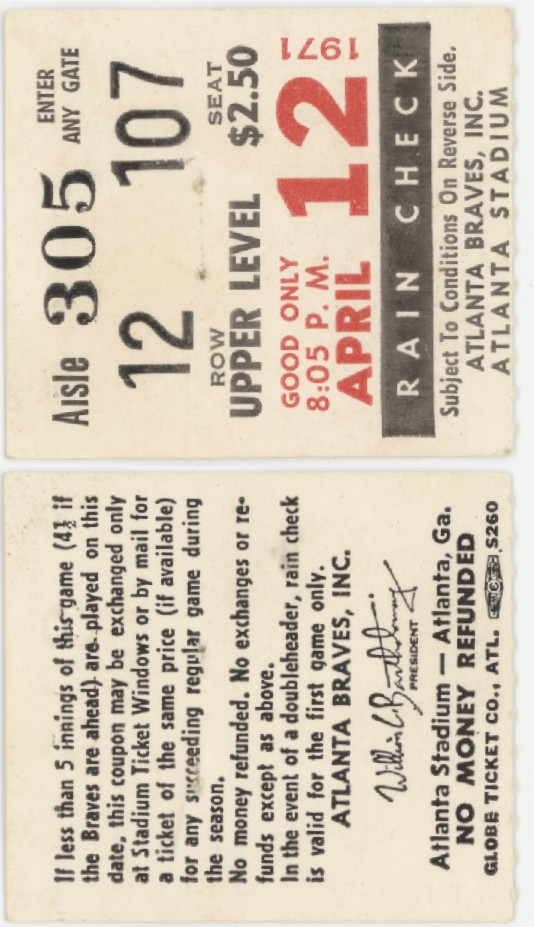 ENTER
Aisle 305 ANY GATE
12 107
ROW SEAT
UPPER LEVEL $2.50
GOOD ONLY 1971
8:05 P. M.
APRIL 12
RAIN CHECK
Subject To Conditions On Reverse Side.
ATLANTA BRAVES, INC.
ATLANTA STADIUM
If less than 5 innings of this game (4½ if
the Braves are ahead) are played on this
date, this coupon may be exchanged only
at Stadium Ticket Windows or by mail for
a ticket of the same price (if available)
for any succeeding regular game during
the season.
No money refunded. No exchanges or re-
funds except as above.
In the event of a doubleheader, rain check
is valid for the first game only.
ATLANTA BRAVES, INC.
William C Bartholomay
PRESIDENT
Atlanta Stadium — Atlanta, Ga.
NO MONEY REFUNDED
GLOBE TICKET CO., ATL. S260